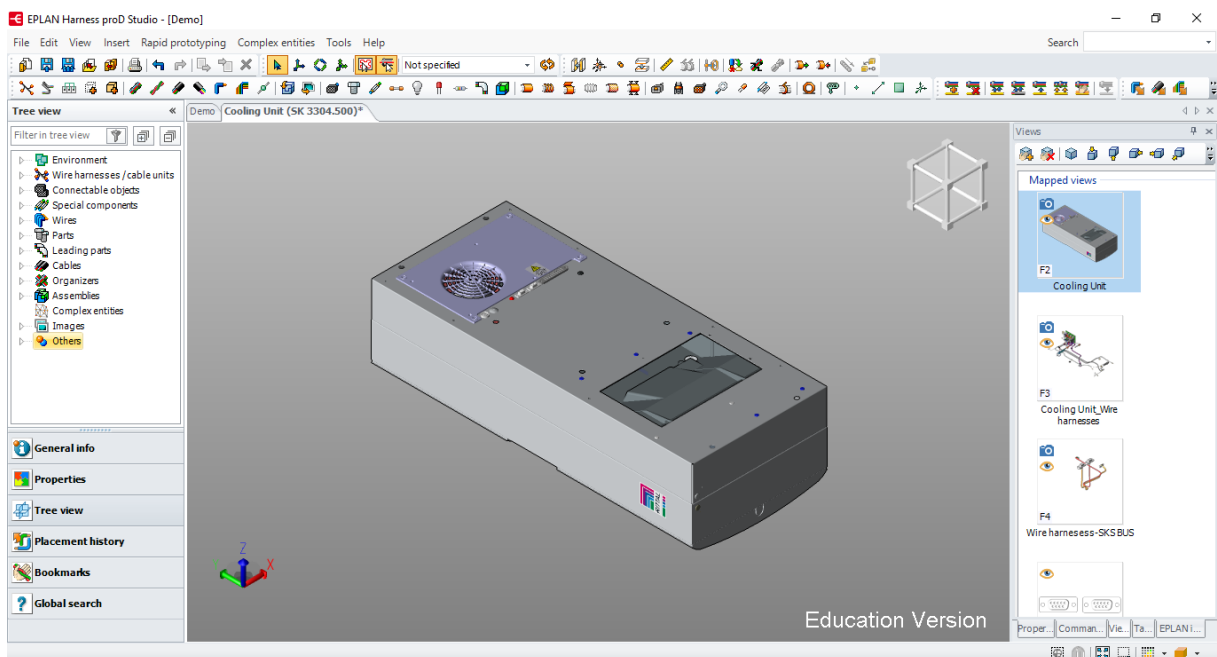 EPLAN Harness proD Studio - [Demo]
File Edit View Insert Rapid prototyping Complex entities Tools Help Search
Not specified
Tree view
Demo Cooling Unit (SK 3304.500)*
Filter in tree view
Environment
Wire harnesses / cable units
Connectable objects
Special components
Wires
Parts
Leading parts
Cables
Organizers
Assemblies
Complex entities
Images
Others
General info
Properties
Tree view
Placement history
Bookmarks
Global search
Z
X
Education Version
Views
Mapped views
F2
Cooling Unit
F3
Cooling Unit_Wire
harnesses
F4
Wire harnesess-SKS BUS
Proper... Comman... Vie... Ta... EPLAN i...